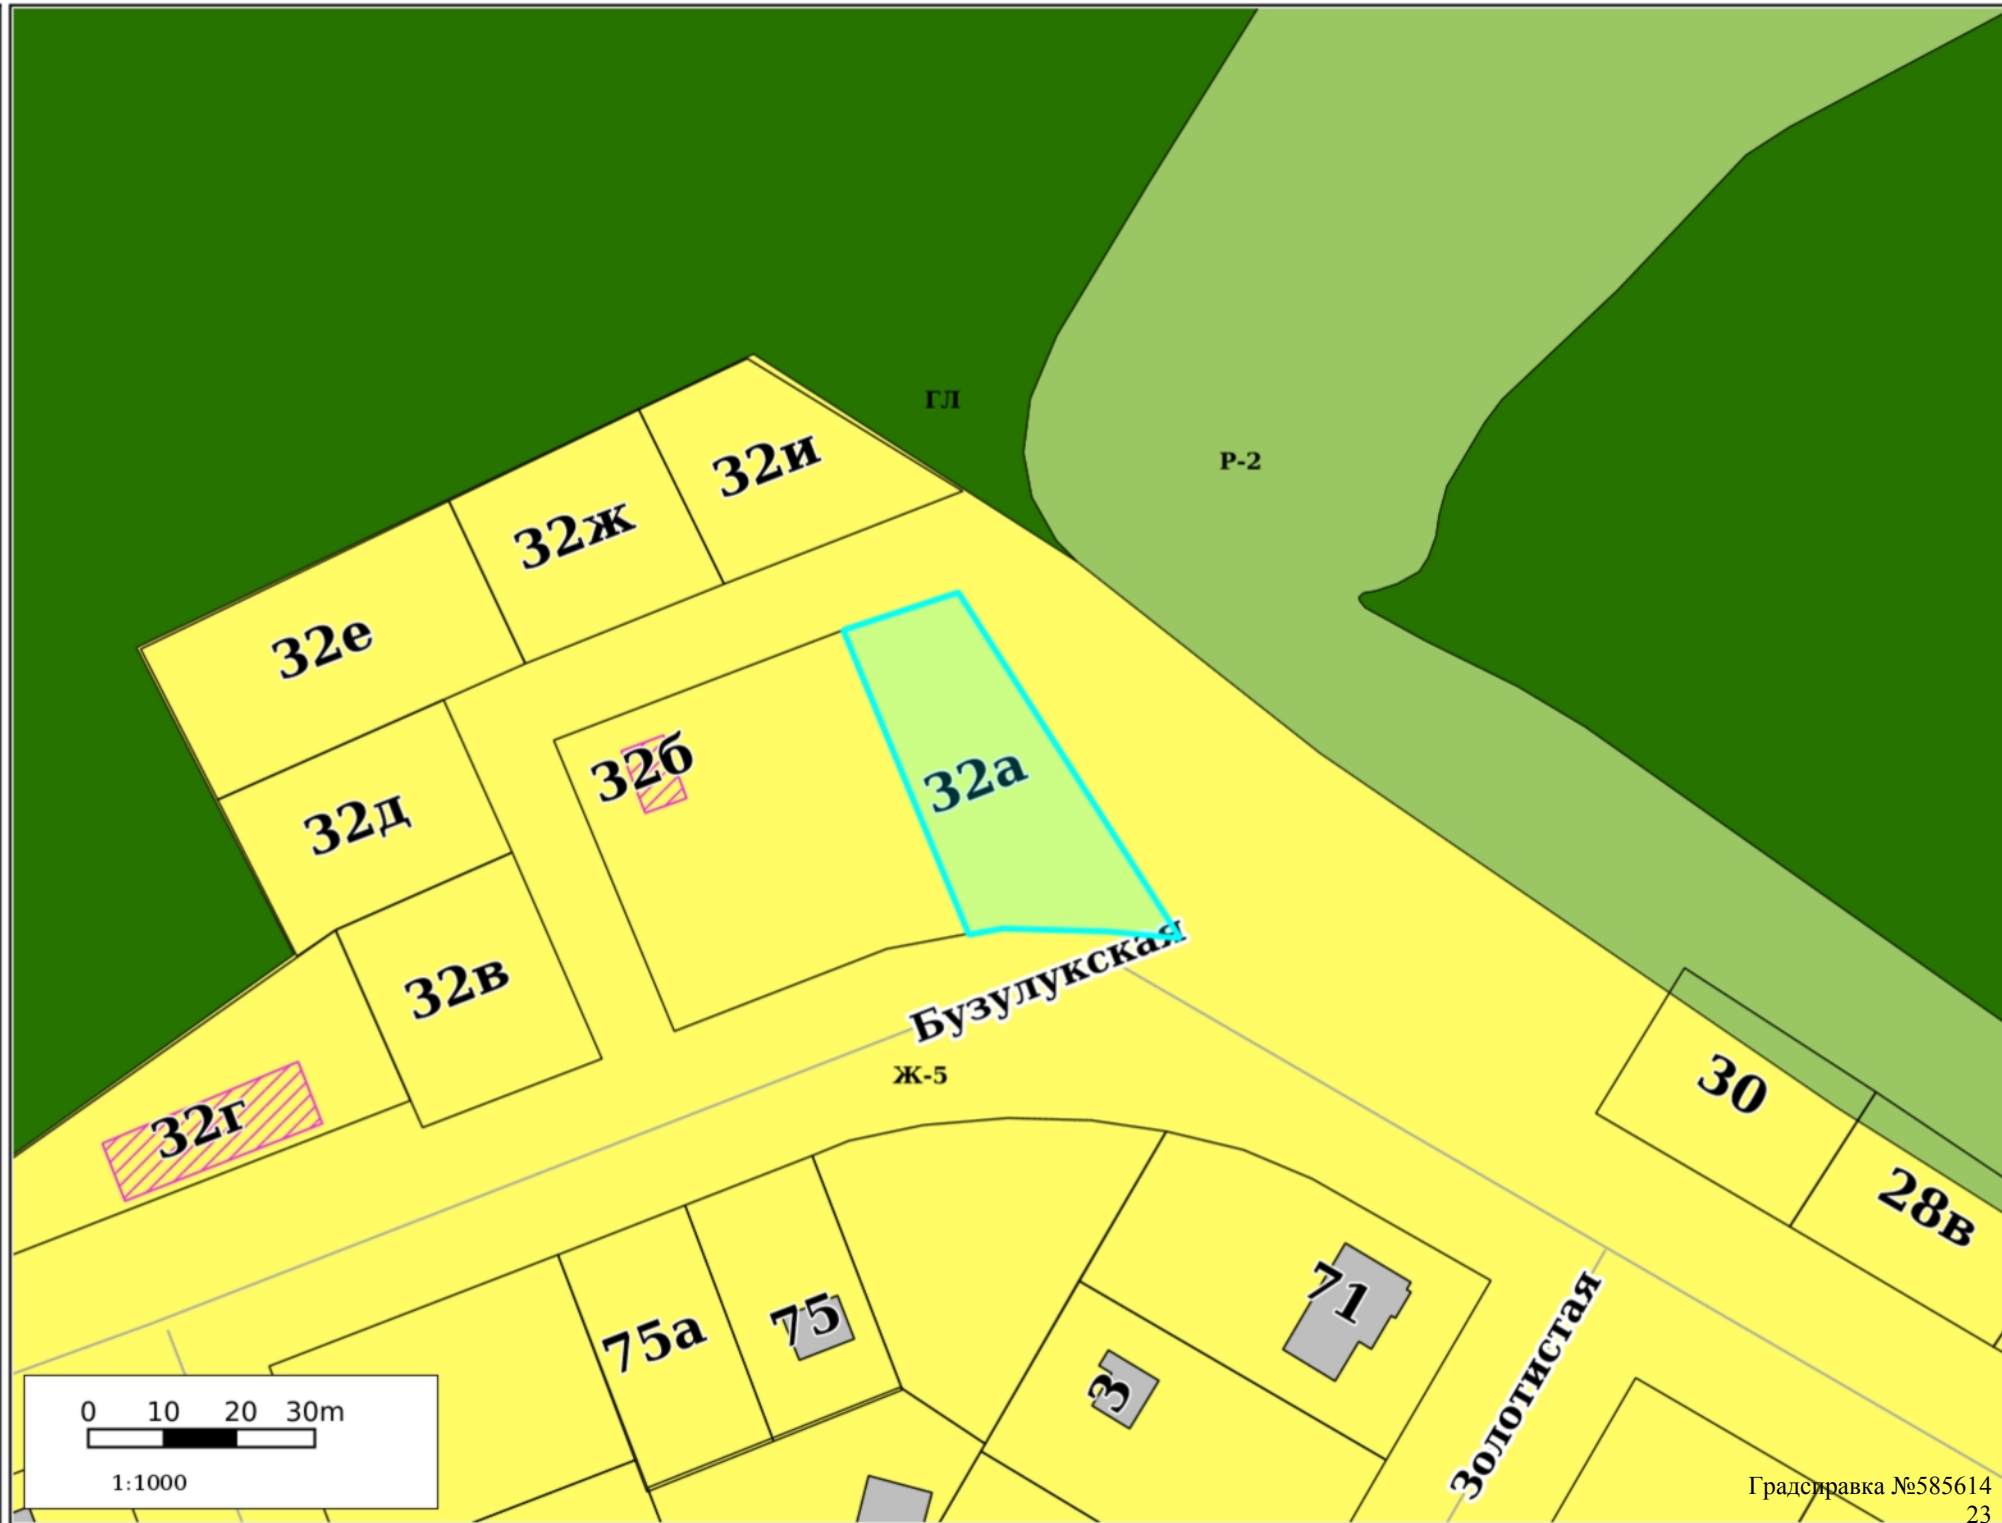 ГЛ
Р-2
32и
32ж
32е
32б
32а
32д
32в
Бузулукская
Ж-5
30
32г
28в
71
75
75а
3
Золотистая
0 10 20 30m
1:1000
Градсправка №585614
23